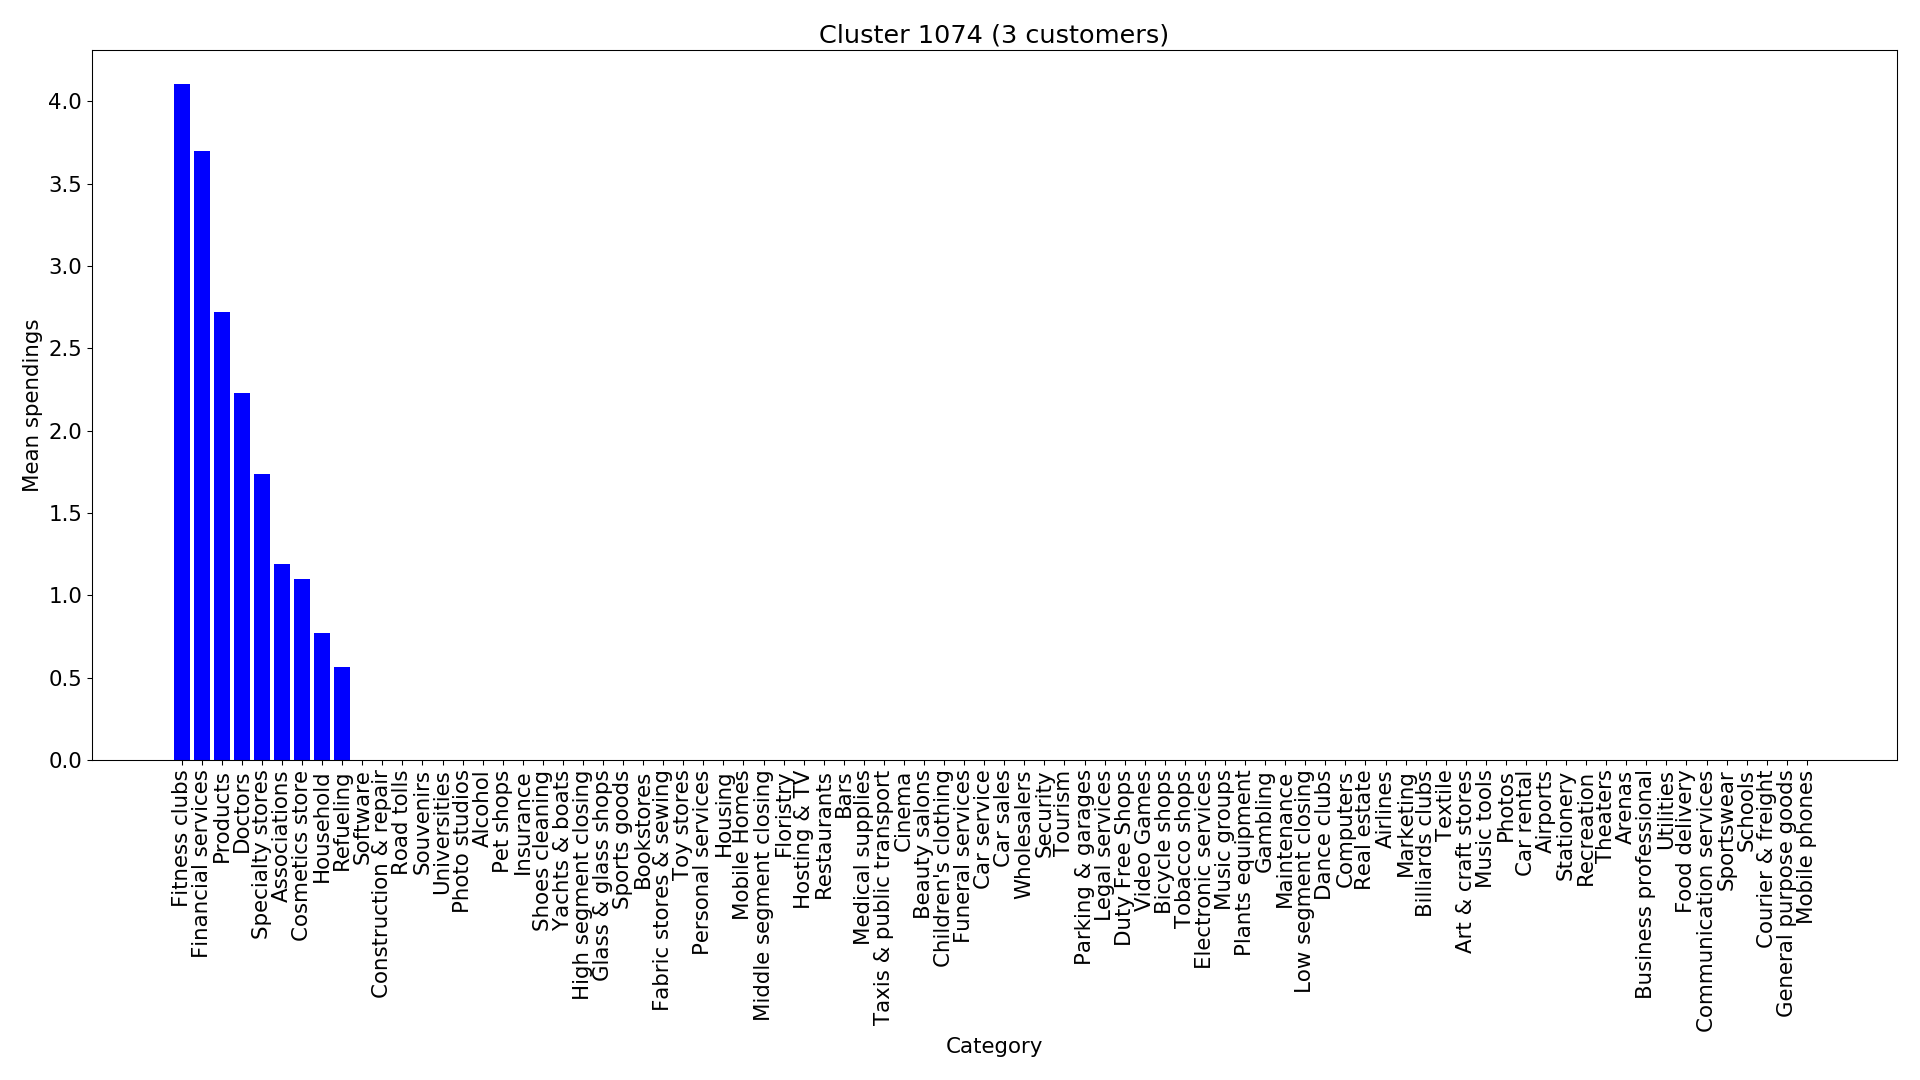 Cluster 1074 (3 customers)
Mean spendings
4.0
3.5
3.0
2.5
2.0
1.5
1.0
0.5
0.0
Fitness clubs
Financial services
Products
Doctors
Specialty stores
Associations
Cosmetics store
Household
Refueling
Software
Construction & repair
Road tolls
Souvenirs
Universities
Photo studios
Alcohol
Pet shops
Insurance
Shoes cleaning
Yachts & boats
High segment closing
Glass & glass shops
Sports goods
Bookstores
Fabric stores & sewing
Toy stores
Personal services
Housing
Mobile Homes
Middle segment closing
Floristry
Hosting & TV
Restaurants
Bars
Medical supplies
Taxis & public transport
Cinema
Beauty salons
Children's clothing
Funeral services
Car service
Car sales
Wholesalers
Security
Tourism
Parking & garages
Legal services
Duty Free Shops
Video Games
Bicycle shops
Tobacco shops
Electronic services
Music groups
Plants equipment
Gambling
Maintenance
Low segment closing
Dance clubs
Computers
Real estate
Airlines
Marketing
Billiards clubs
Textile
Art & craft stores
Music tools
Photos
Car rental
Airports
Stationery
Recreation
Theaters
Arenas
Business professional
Utilities
Food delivery
Communication services
Sportswear
Schools
Courier & freight
General purpose goods
Mobile phones
Category